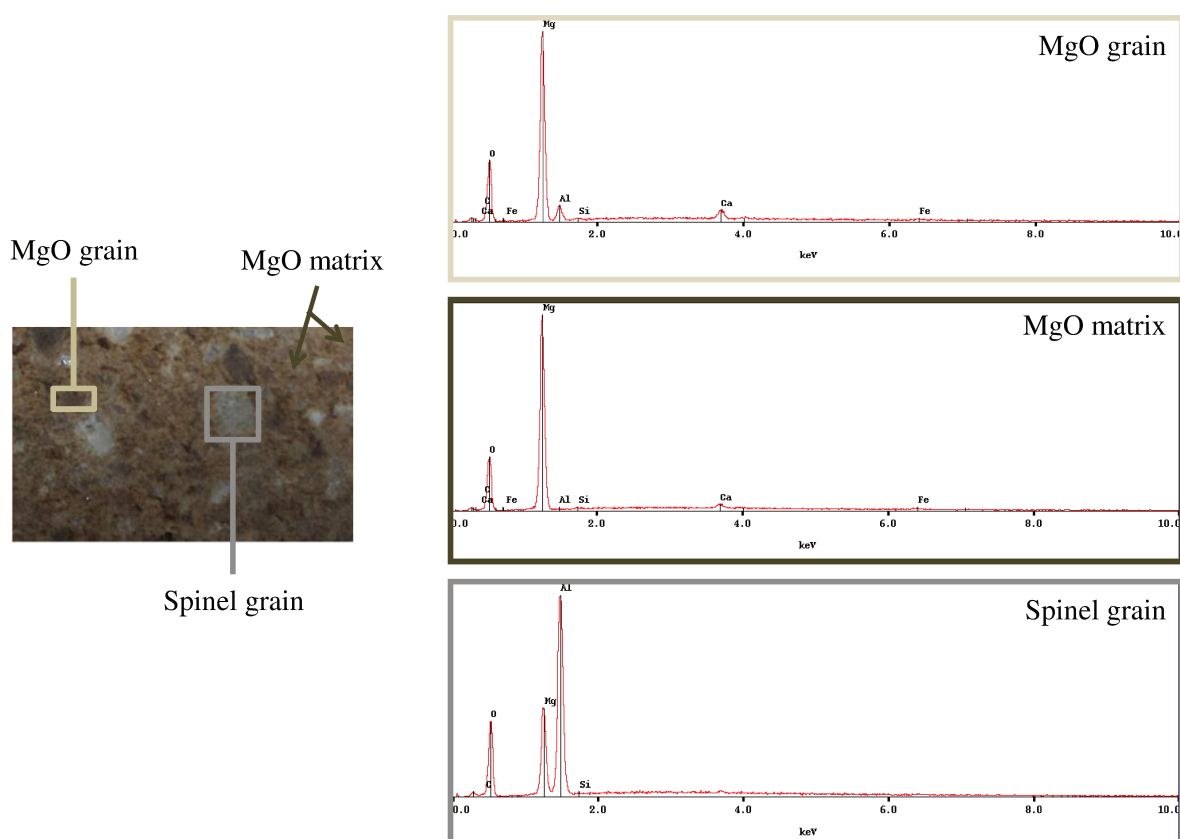 MgO grain
MgO matrix
Spinel grain
MgO grain
Mg
O
Al
C
Ca
Fe
Si
Ca
Fe
0.0 2.0 4.0 6.0 8.0 10.0
keV
MgO matrix
Mg
O
C
Ca
Fe
Al
Si
Ca
Fe
0.0 2.0 4.0 6.0 8.0 10.0
keV
Spinel grain
Al
Mg
O
C
Si
0.0 2.0 4.0 6.0 8.0 10.0
keV